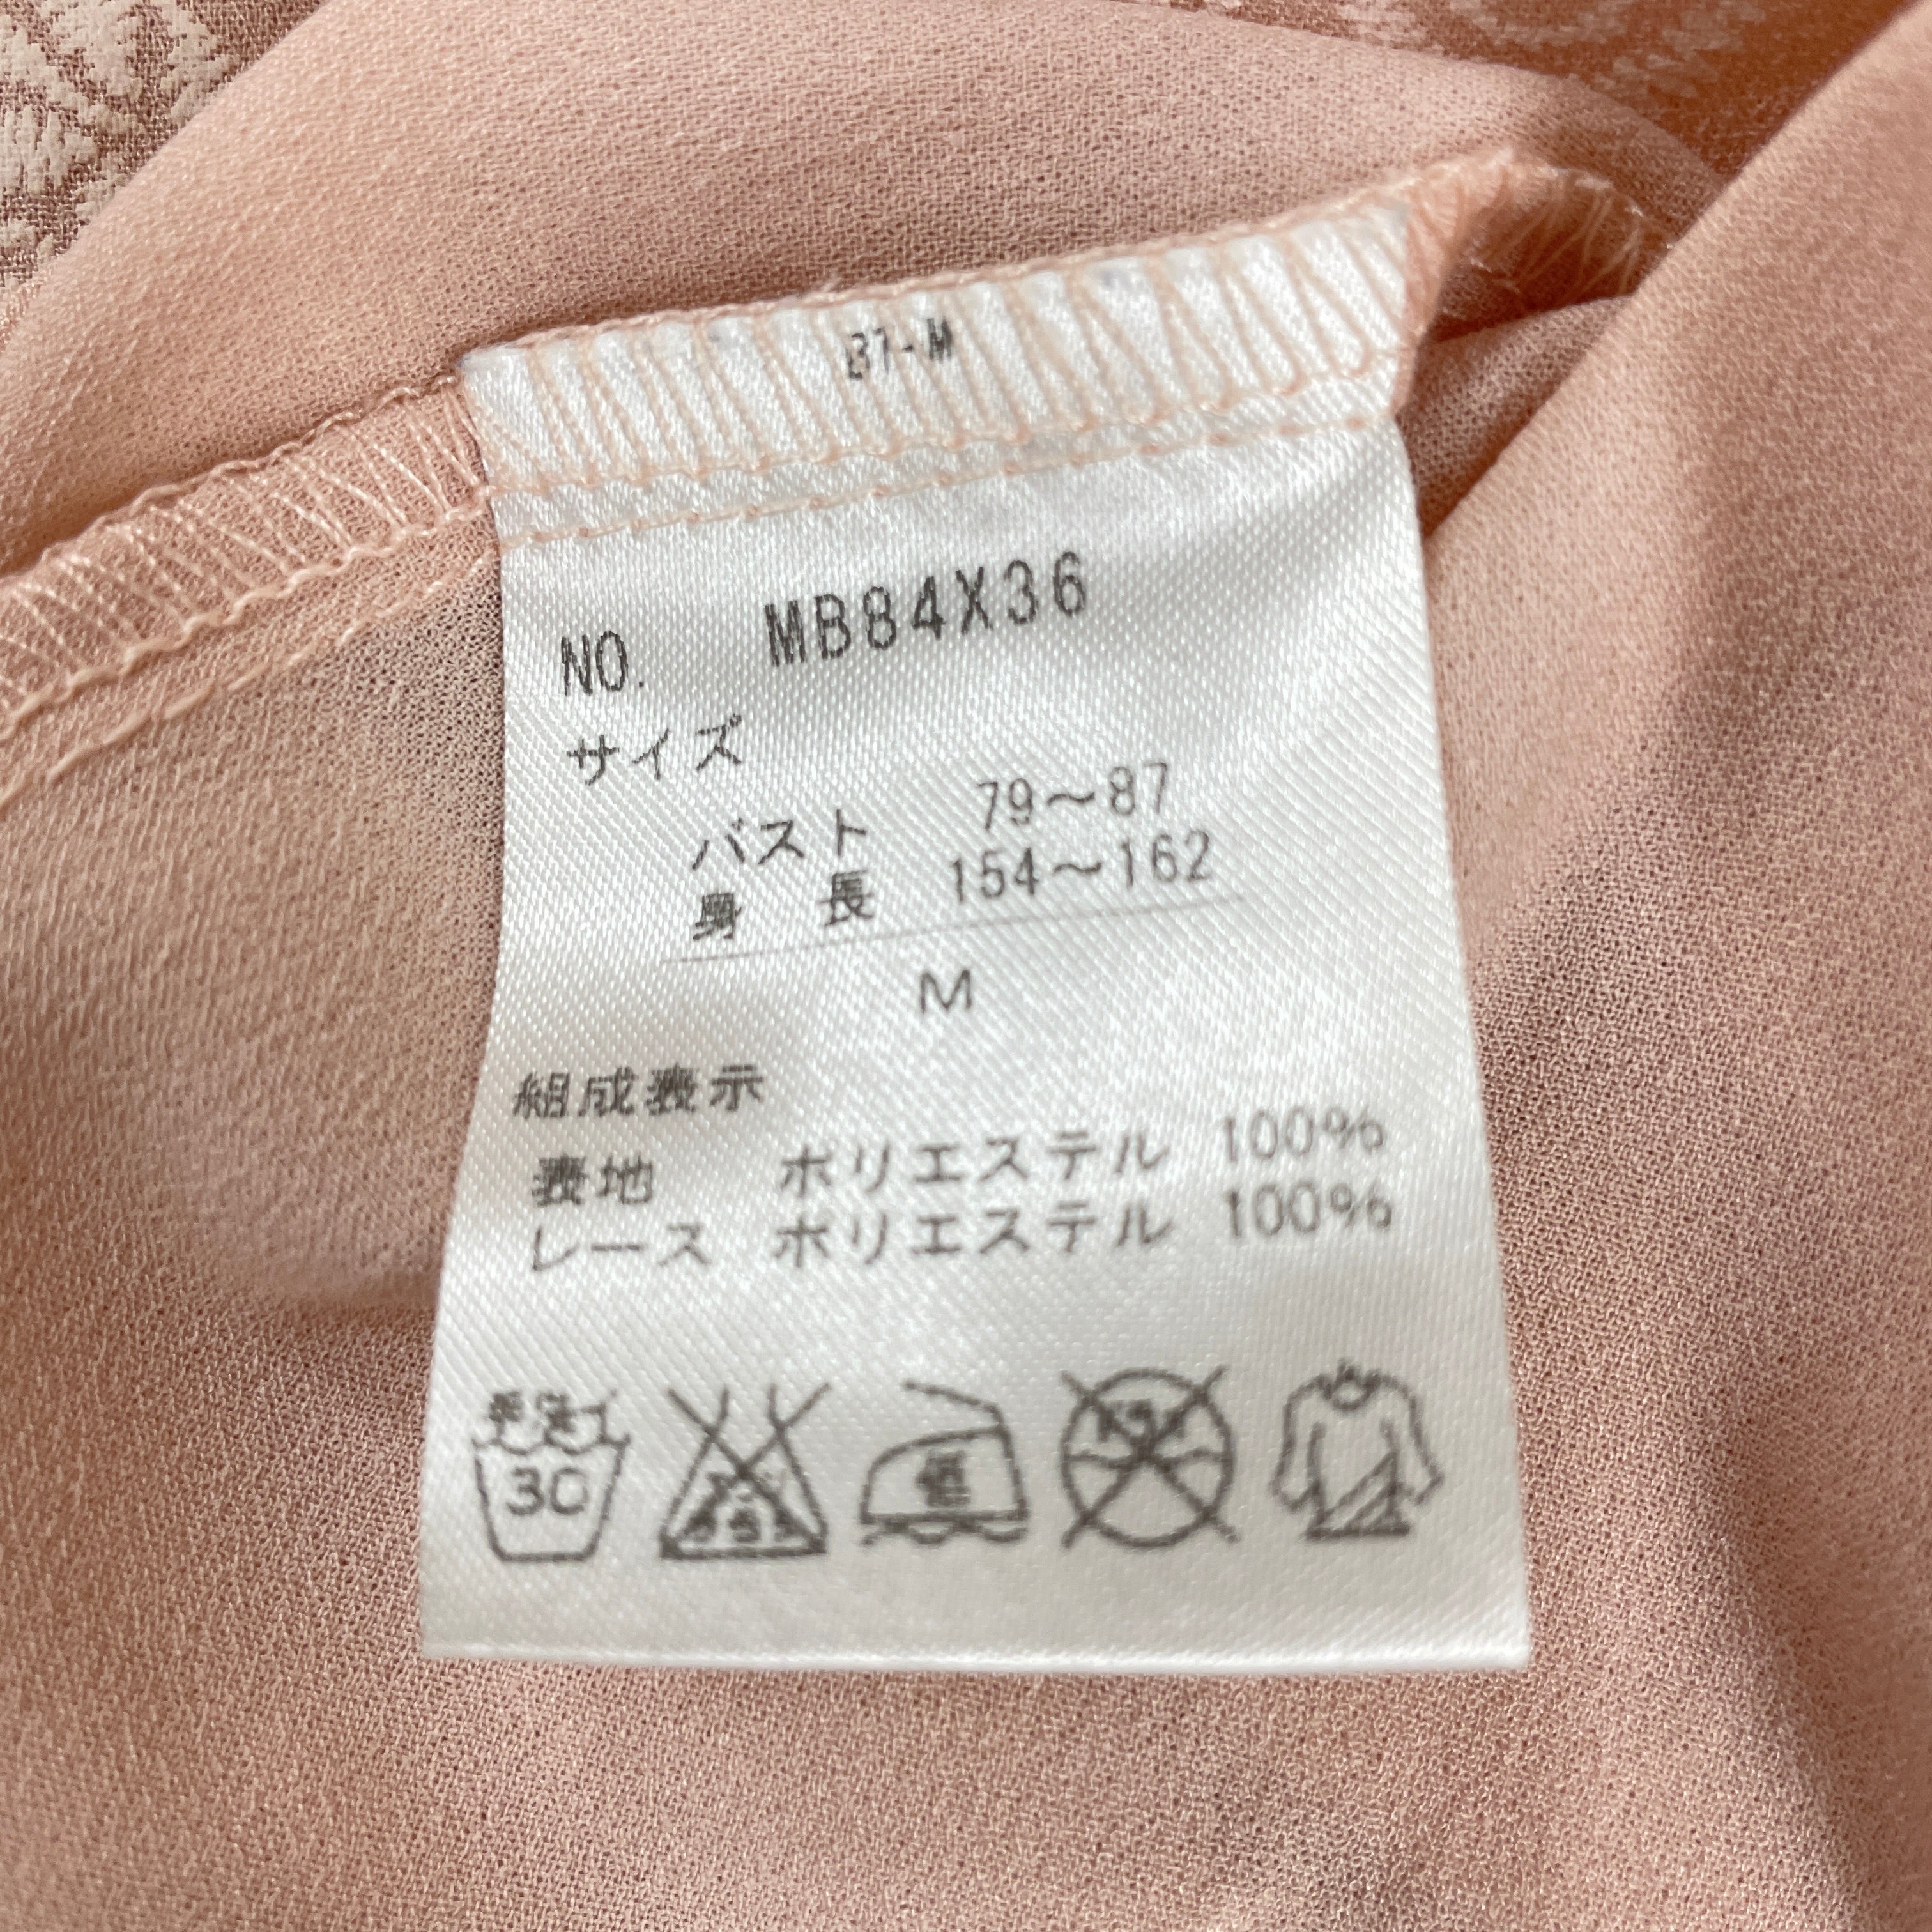 B7-M
NO. MB84X36
サイズ
バスト 79～87
身長 154～162
M
組成表示
表地 ポリエステル 100%
レース ポリエステル 100%
手洗イ
30
低